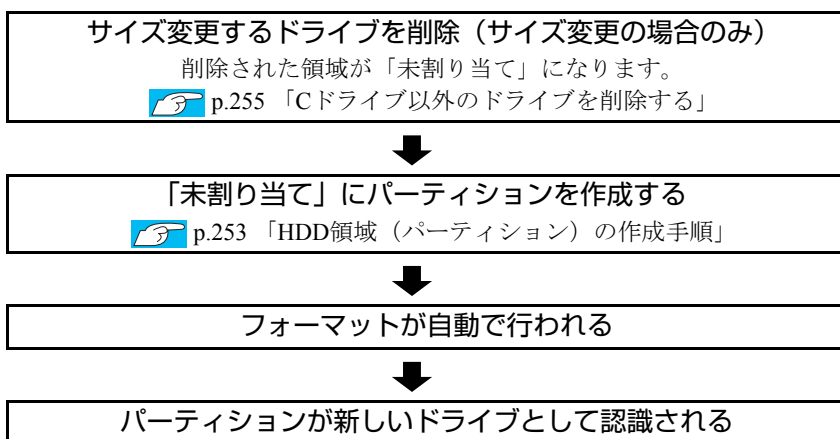 サイズ変更するドライブを削除（サイズ変更の場合のみ）
削除された領域が「未割り当て」になります。
p.255 「Cドライブ以外のドライブを削除する」
「未割り当て」にパーティションを作成する
p.253 「HDD領域（パーティション）の作成手順」
フォーマットが自動で行われる
パーティションが新しいドライブとして認識される